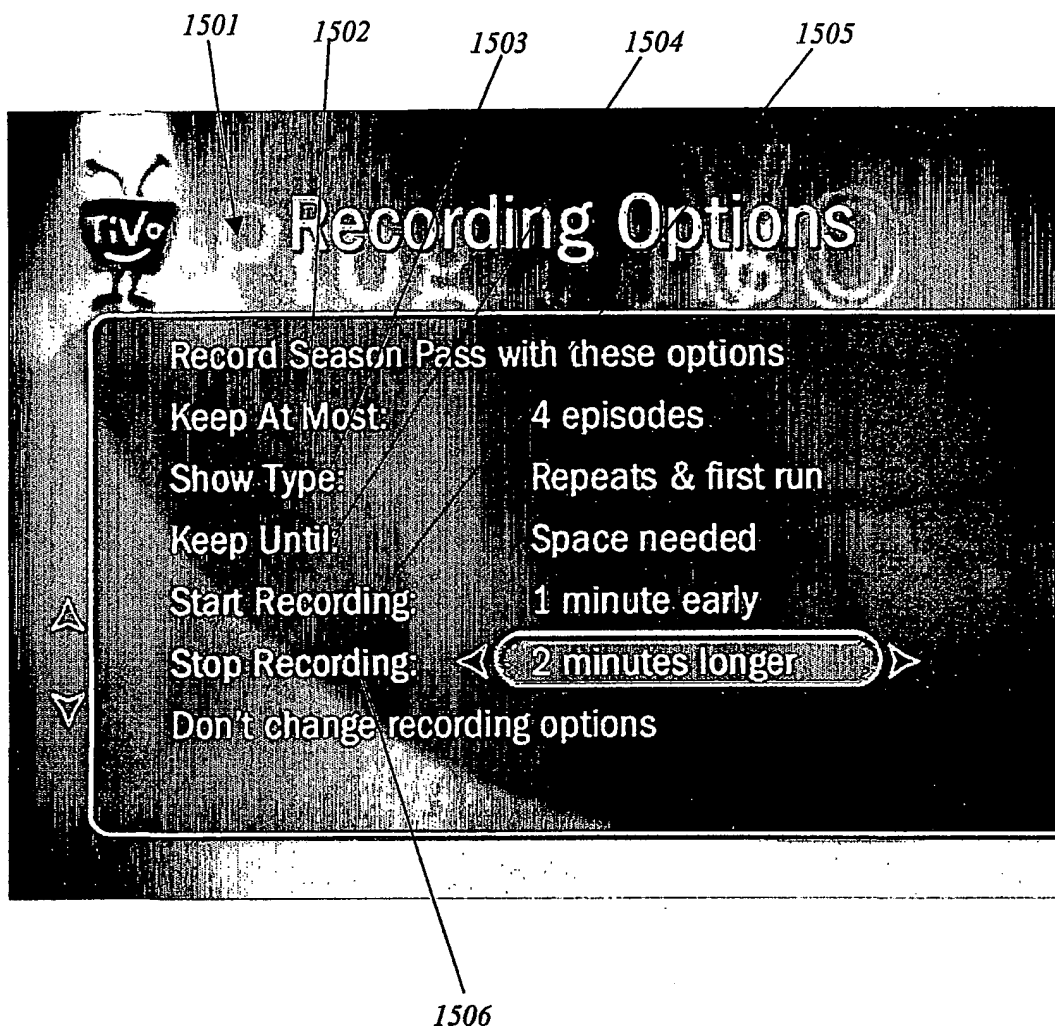 1501 1502 1503 1504 1505
TiVo
Recording Options
Record Season Pass with these options
Keep At Most: 4 episodes
Show Type: Repeats & first run
Keep Until: Space needed
Start Recording: 1 minute early
Stop Recording: 2 minutes longer
Don't change recording options
1506